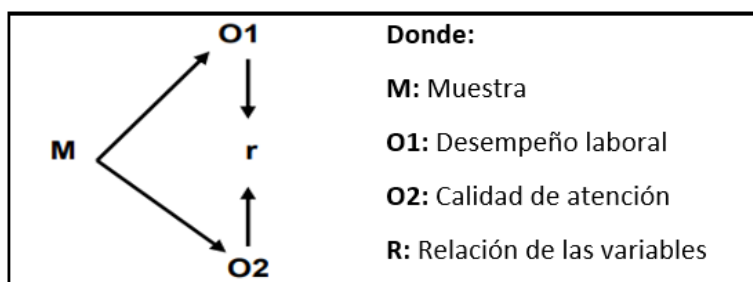 O1
M
r
O2
Donde:
M: Muestra
O1: Desempeño laboral
O2: Calidad de atención
R: Relación de las variables